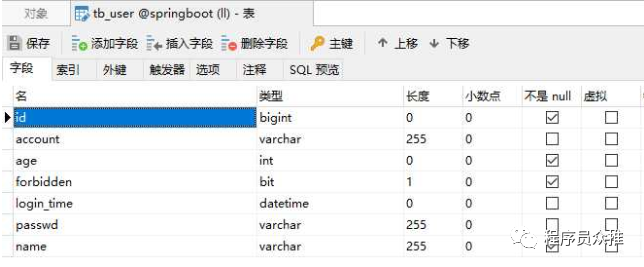 对象 tb_user @springboot (ll) - 表
保存 添加字段 插入字段 删除字段 主键 上移 下移
字段 索引 外键 触发器 选项 注释 SQL 预览
名 类型 长度 小数点 不是 null 虚拟
id bigint 0 0
account varchar 255 0
age int 0 0
forbidden bit 1 0
login_time datetime 0 0
passwd varchar 255 0
name varchar 255 0
程序员众推